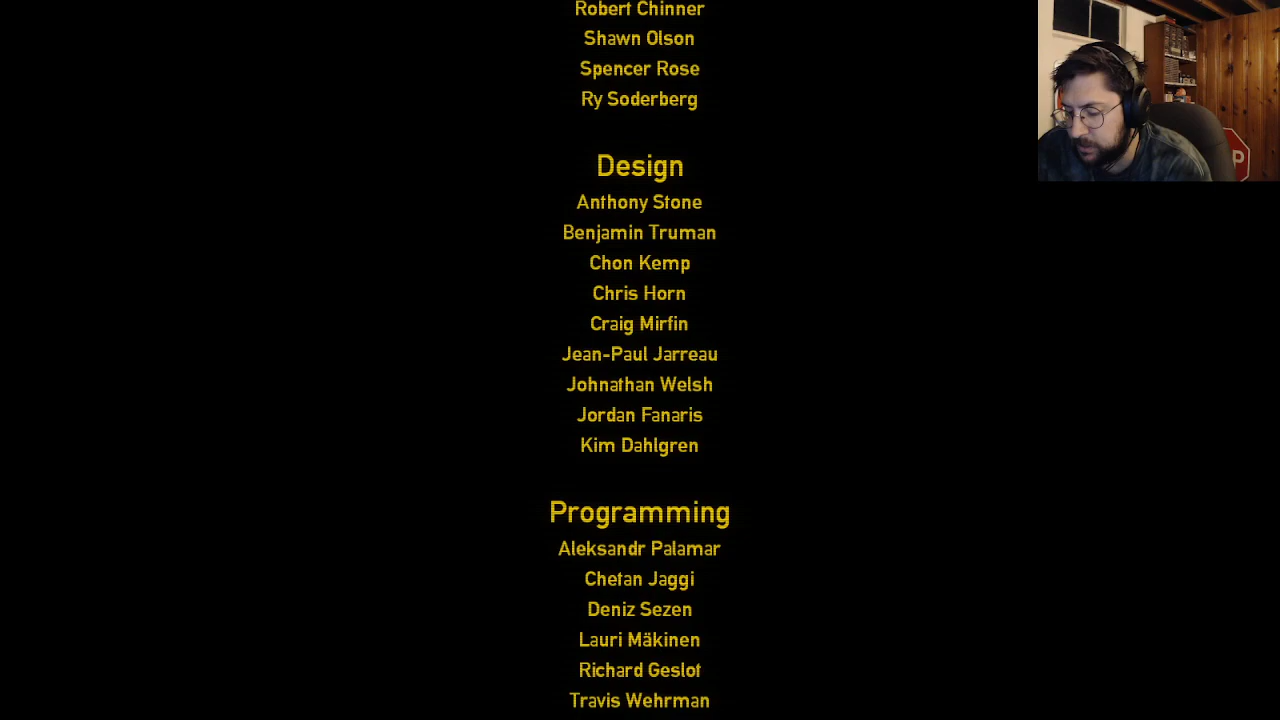 Robert Chinner
Shawn Olson
Spencer Rose
Ry Soderberg
Design
Anthony Stone
Benjamin Truman
Chon Kemp
Chris Horn
Craig Mirfin
Jean-Paul Jarreau
Johnathan Welsh
Jordan Fanaris
Kim Dahlgren
Programming
Aleksandr Palamar
Chetan Jaggi
Deniz Sezen
Lauri Mäkinen
Richard Geslot
Travis Wehrman
P